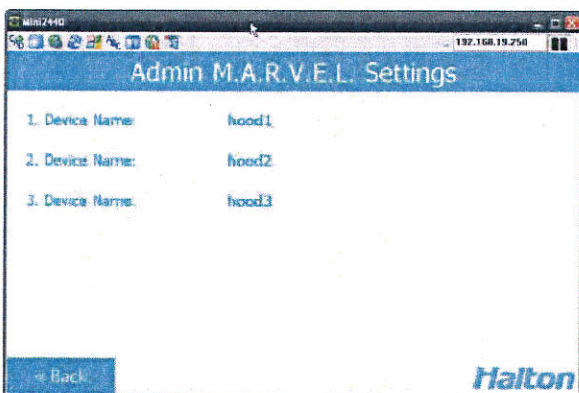 Mini2440
192.168.19.250
Admin M.A.R.V.E.L. Settings
1. Device Name: hood1
2. Device Name: hood2
3. Device Name: hood3
« Back
Halton